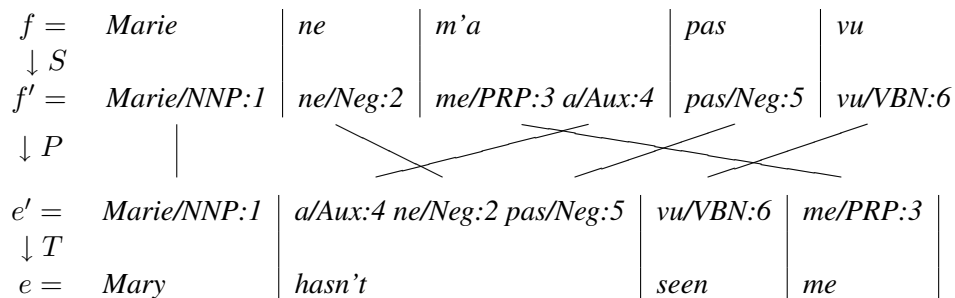 f = Marie ne m'a pas vu
↓ S
f′ = Marie/NNP:1 ne/Neg:2 me/PRP:3 a/Aux:4 pas/Neg:5 vu/VBN:6
↓ P
e′ = Marie/NNP:1 a/Aux:4 ne/Neg:2 pas/Neg:5 vu/VBN:6 me/PRP:3
↓ T
e = Mary hasn't seen me